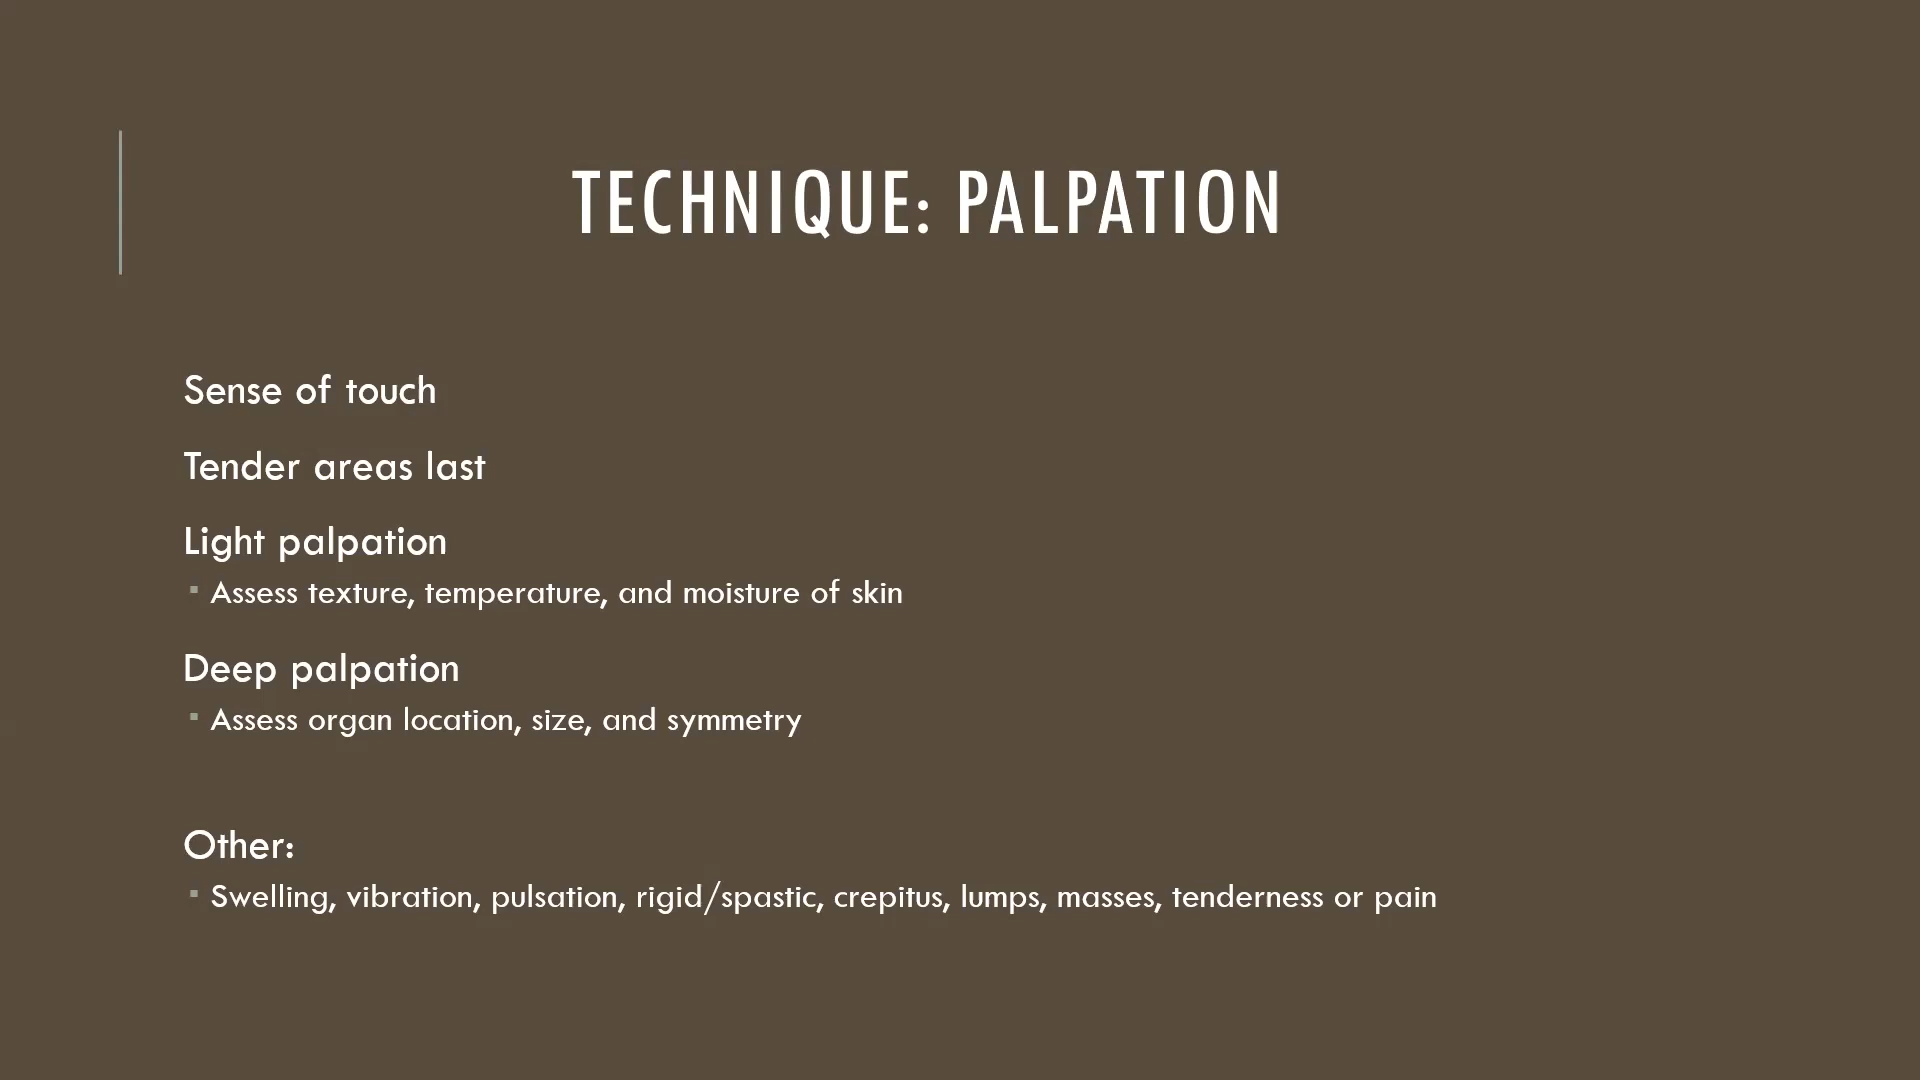 TECHNIQUE: PALPATION
Sense of touch
Tender areas last
Light palpation
▪ Assess texture, temperature, and moisture of skin
Deep palpation
▪ Assess organ location, size, and symmetry
Other:
▪ Swelling, vibration, pulsation, rigid/spastic, crepitus, lumps, masses, tenderness or pain